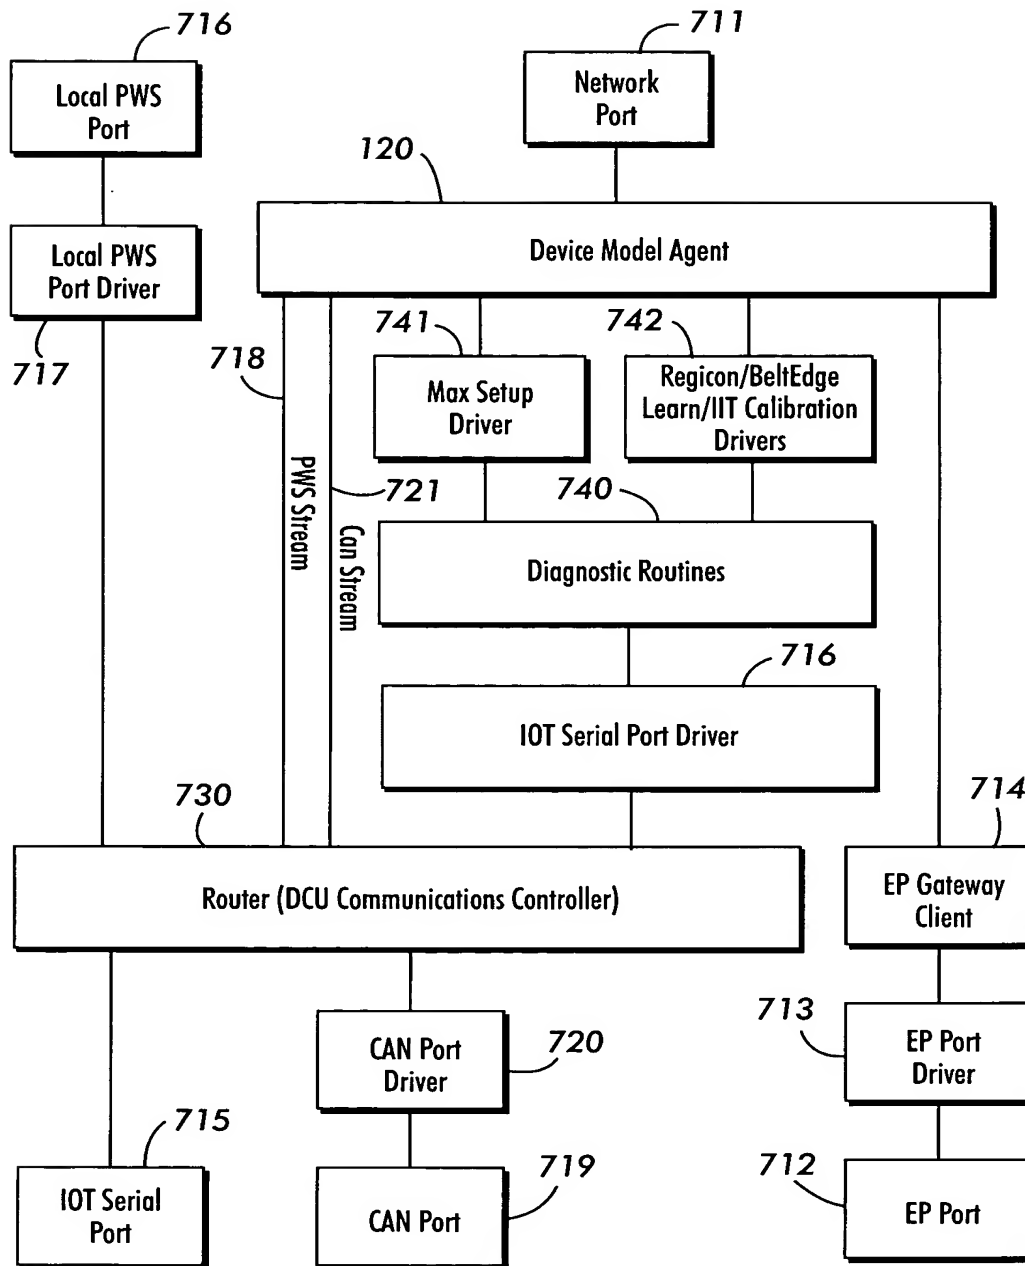 716
711
Local PWS
Port
Network
Port
120
Local PWS
Port Driver
Device Model Agent
717
718
741
742
Max Setup
Driver
Regicon/BeltEdge
Learn/IIT Calibration
Drivers
PWS Stream
721
Can Stream
740
Diagnostic Routines
716
IOT Serial Port Driver
730
714
Router (DCU Communications Controller)
EP Gateway
Client
CAN Port
Driver
720
713
EP Port
Driver
715
IOT Serial
Port
CAN Port
719
712
EP Port